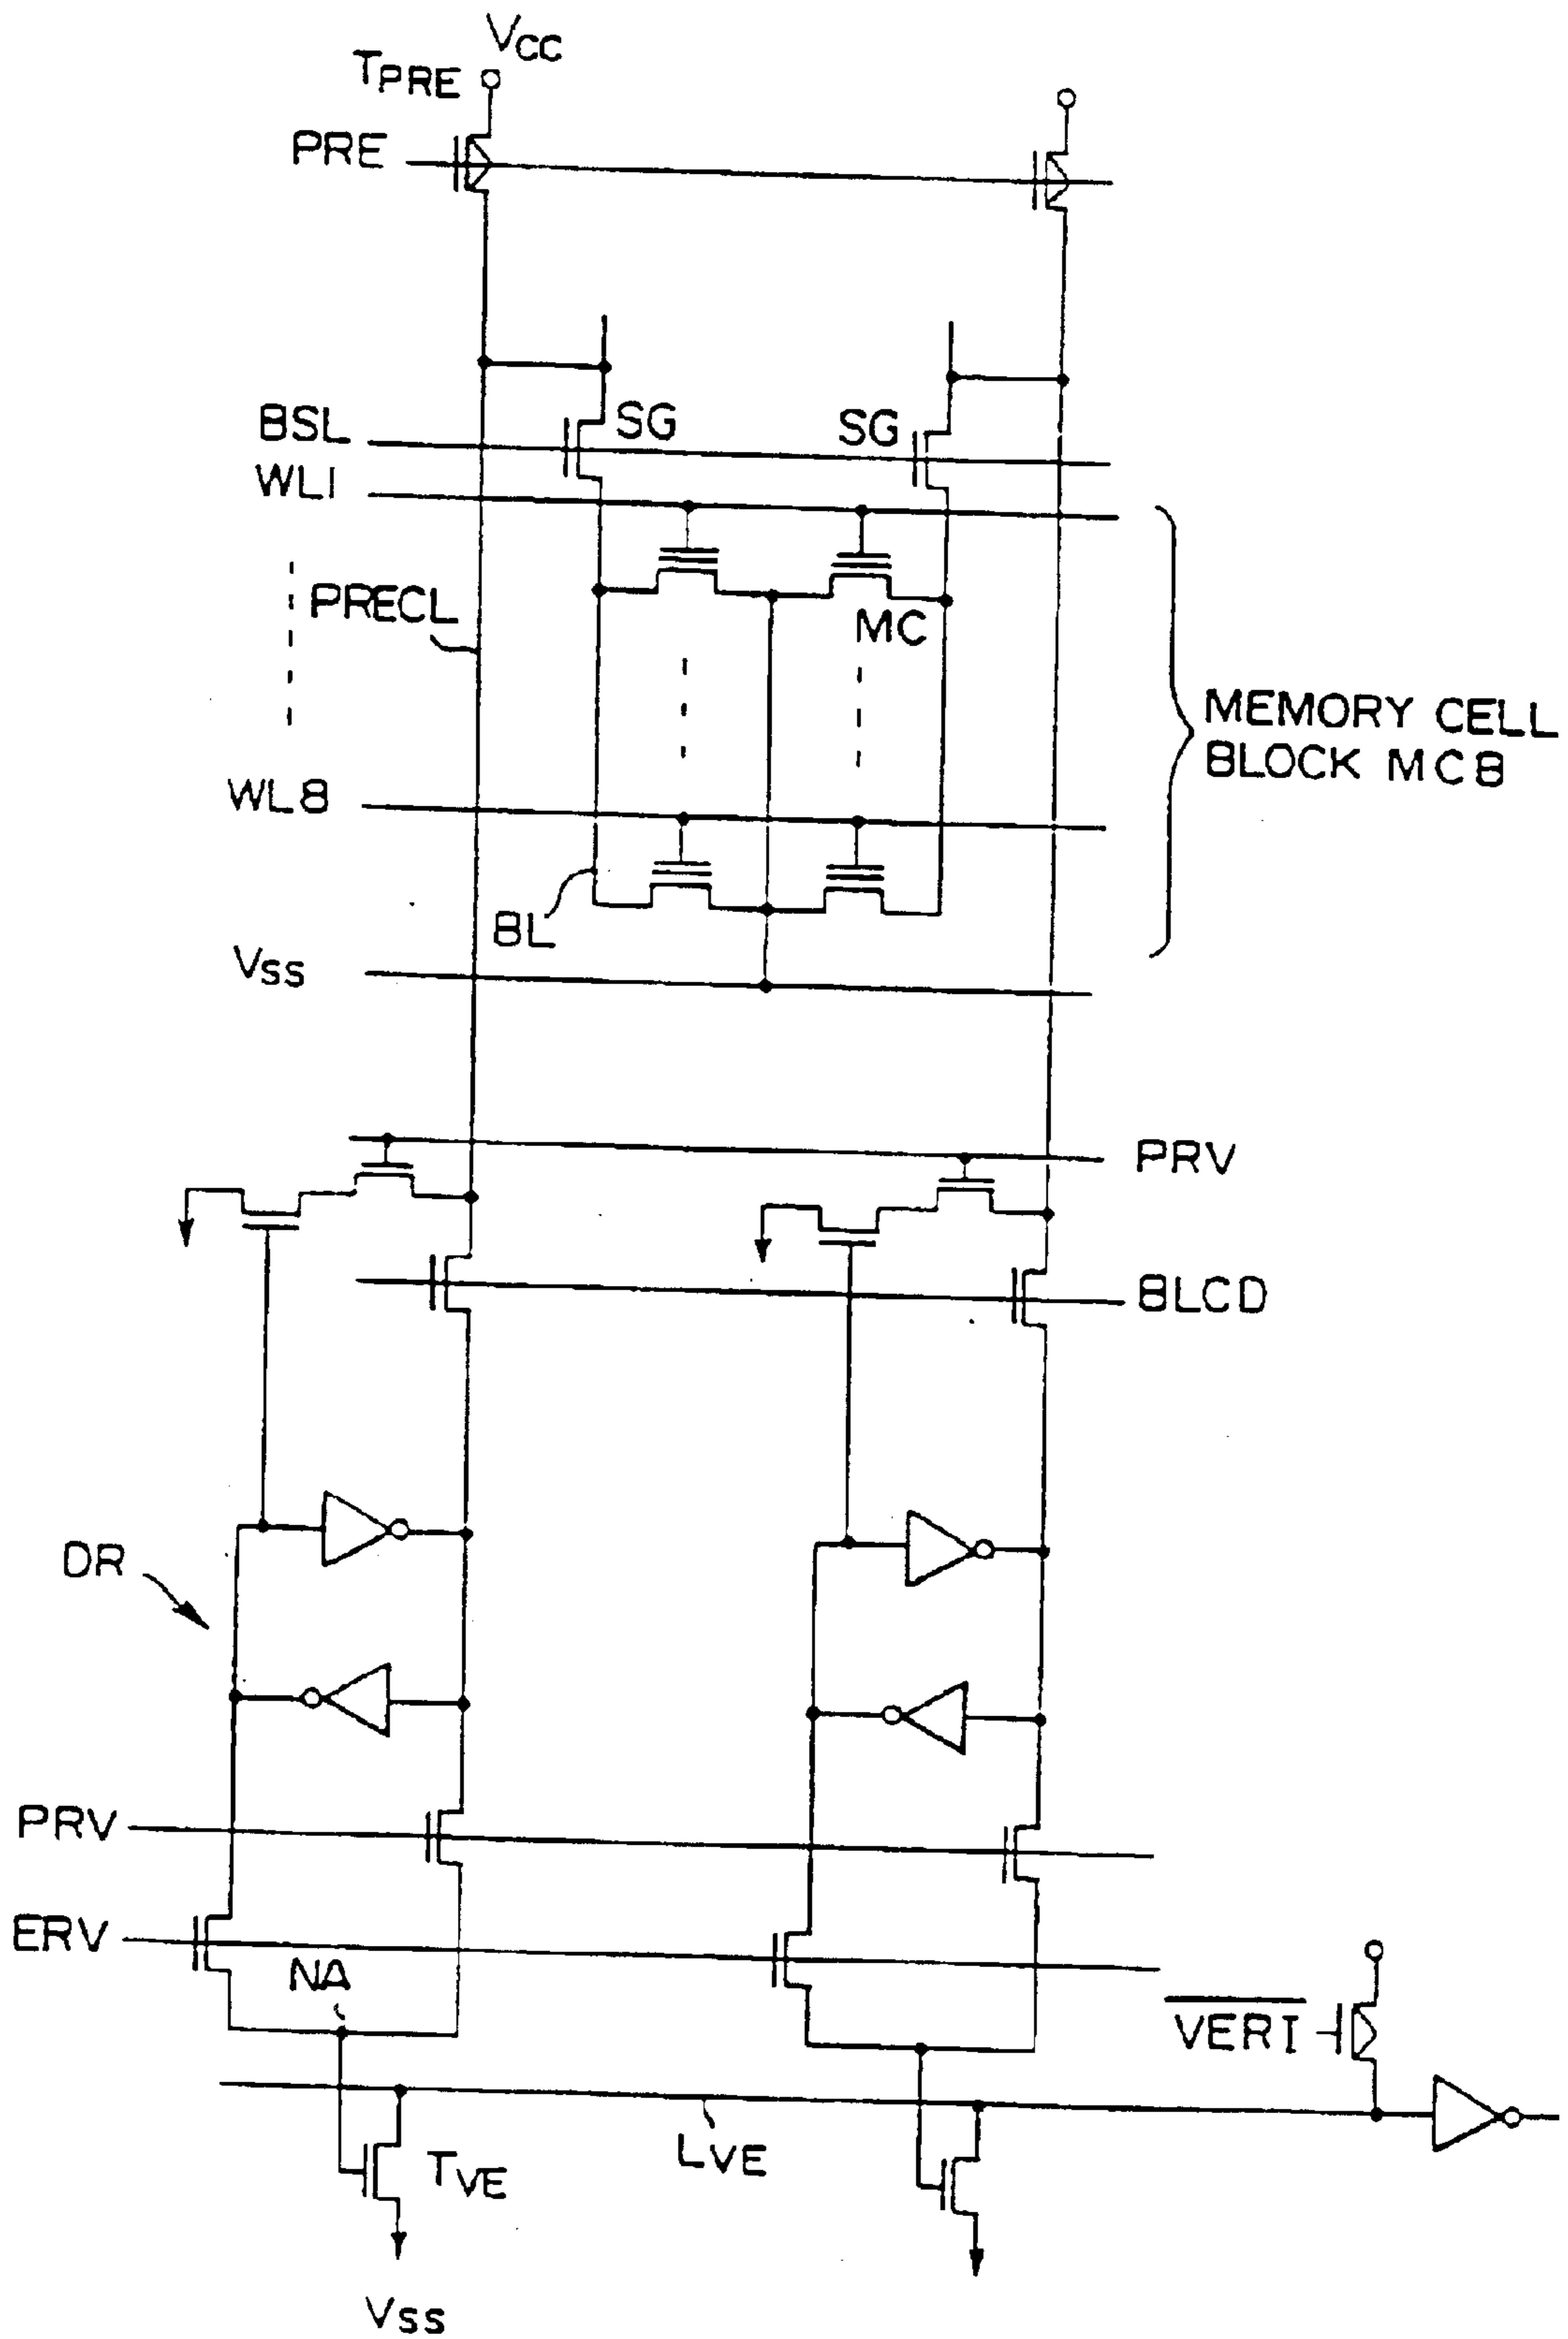 VCC
TPRE
PRE
BSL
SG
SG
WL1
PRECL
MC
MEMORY CELL
BLOCK MCB
WL8
BL
VSS
PRV
BLCD
DR
PRV
ERV
NA
VERI
LVE
TVE
VSS